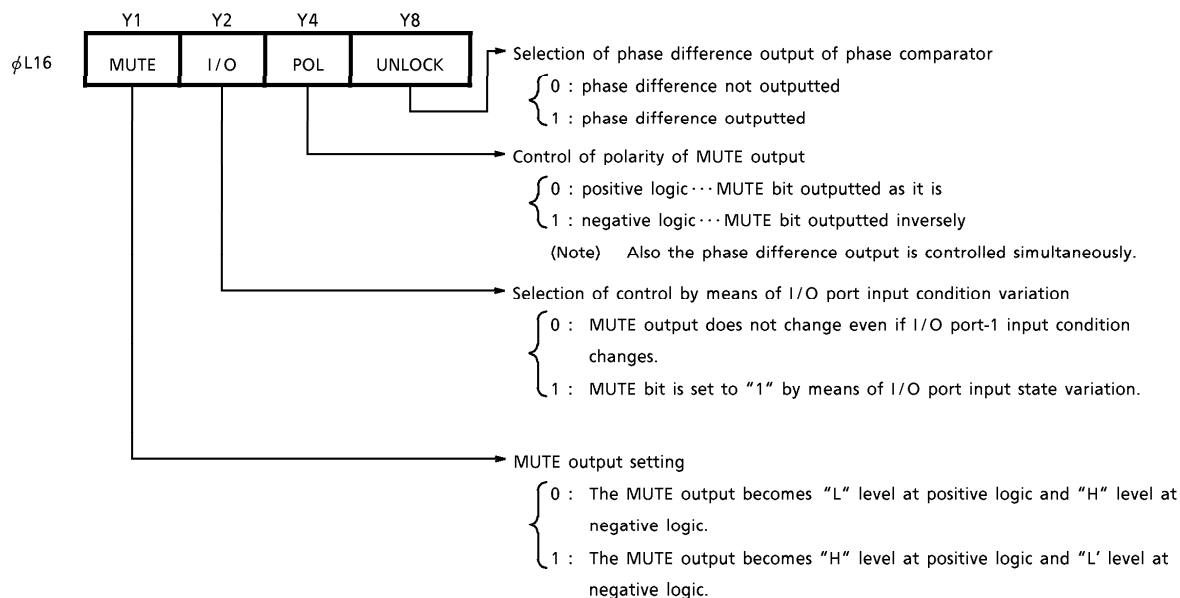 Y1 Y2 Y4 Y8
φL16 MUTE I/O POL UNLOCK
Selection of phase difference output of phase comparator
0 : phase difference not outputted
1 : phase difference outputted
Control of polarity of MUTE output
0 : positive logic ··· MUTE bit outputted as it is
1 : negative logic ··· MUTE bit outputted inversely
(Note) Also the phase difference output is controlled simultaneously.
Selection of control by means of I/O port input condition variation
0 : MUTE output does not change even if I/O port-1 input condition
changes.
1 : MUTE bit is set to "1" by means of I/O port input state variation.
MUTE output setting
0 : The MUTE output becomes "L" level at positive logic and "H" level at
negative logic.
1 : The MUTE output becomes "H" level at positive logic and "L' level at
negative logic.